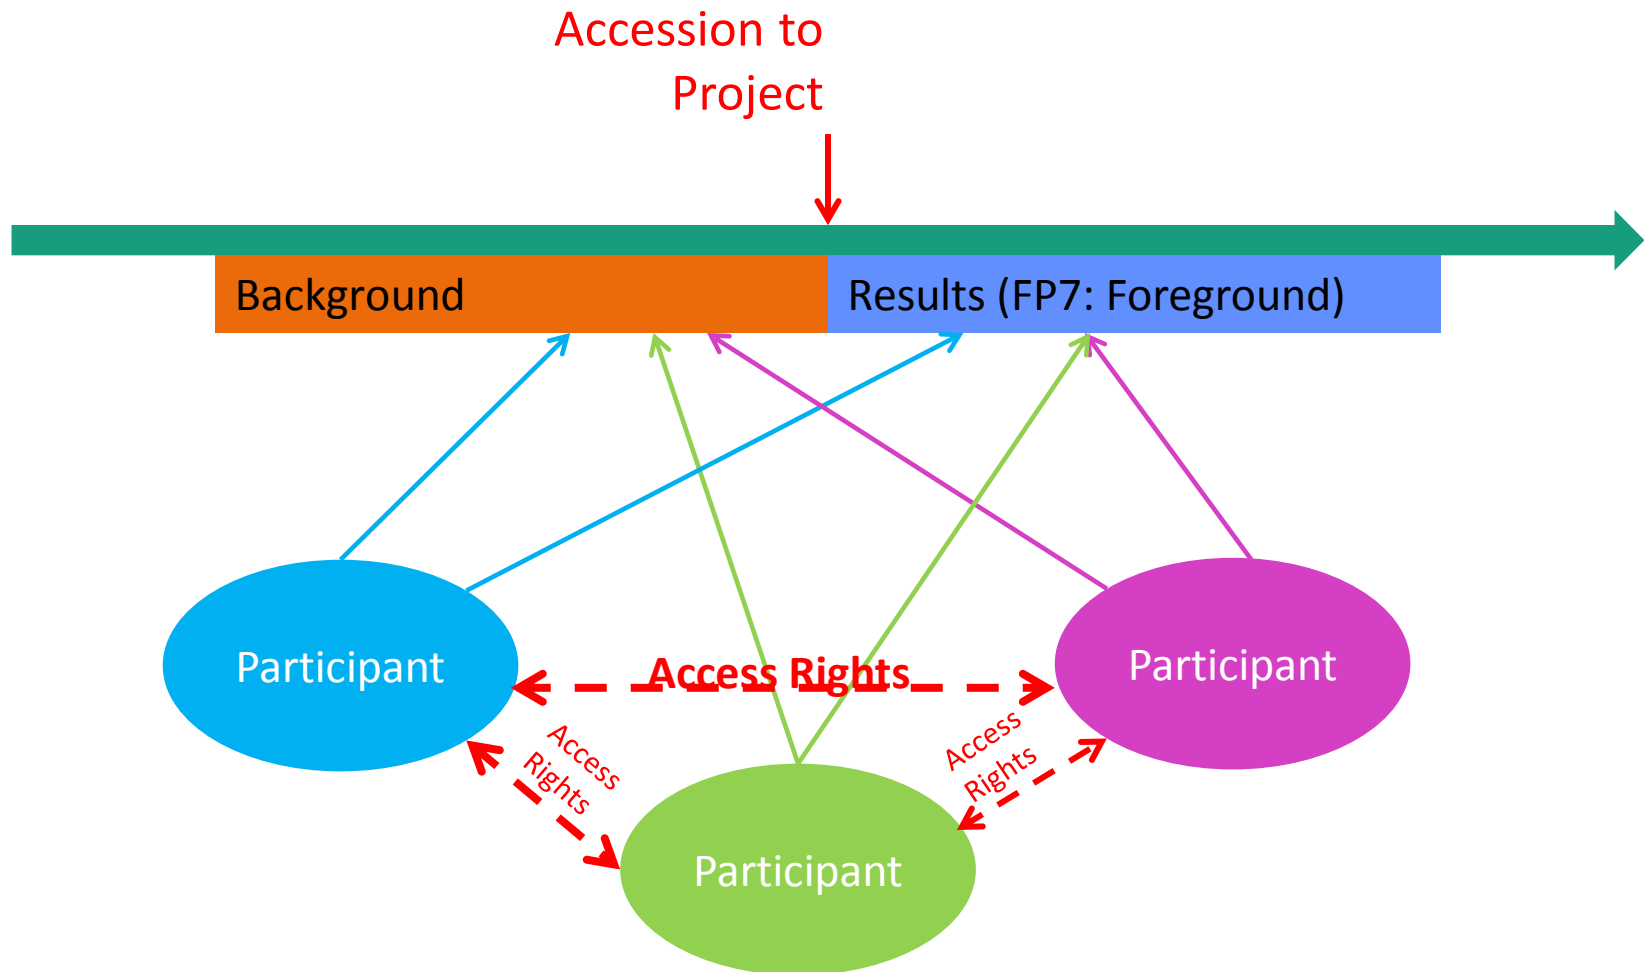 Accession to
Project
Background
Results (FP7: Foreground)
Participant
Access Rights
Participant
Access
Rights
Access
Rights
Participant